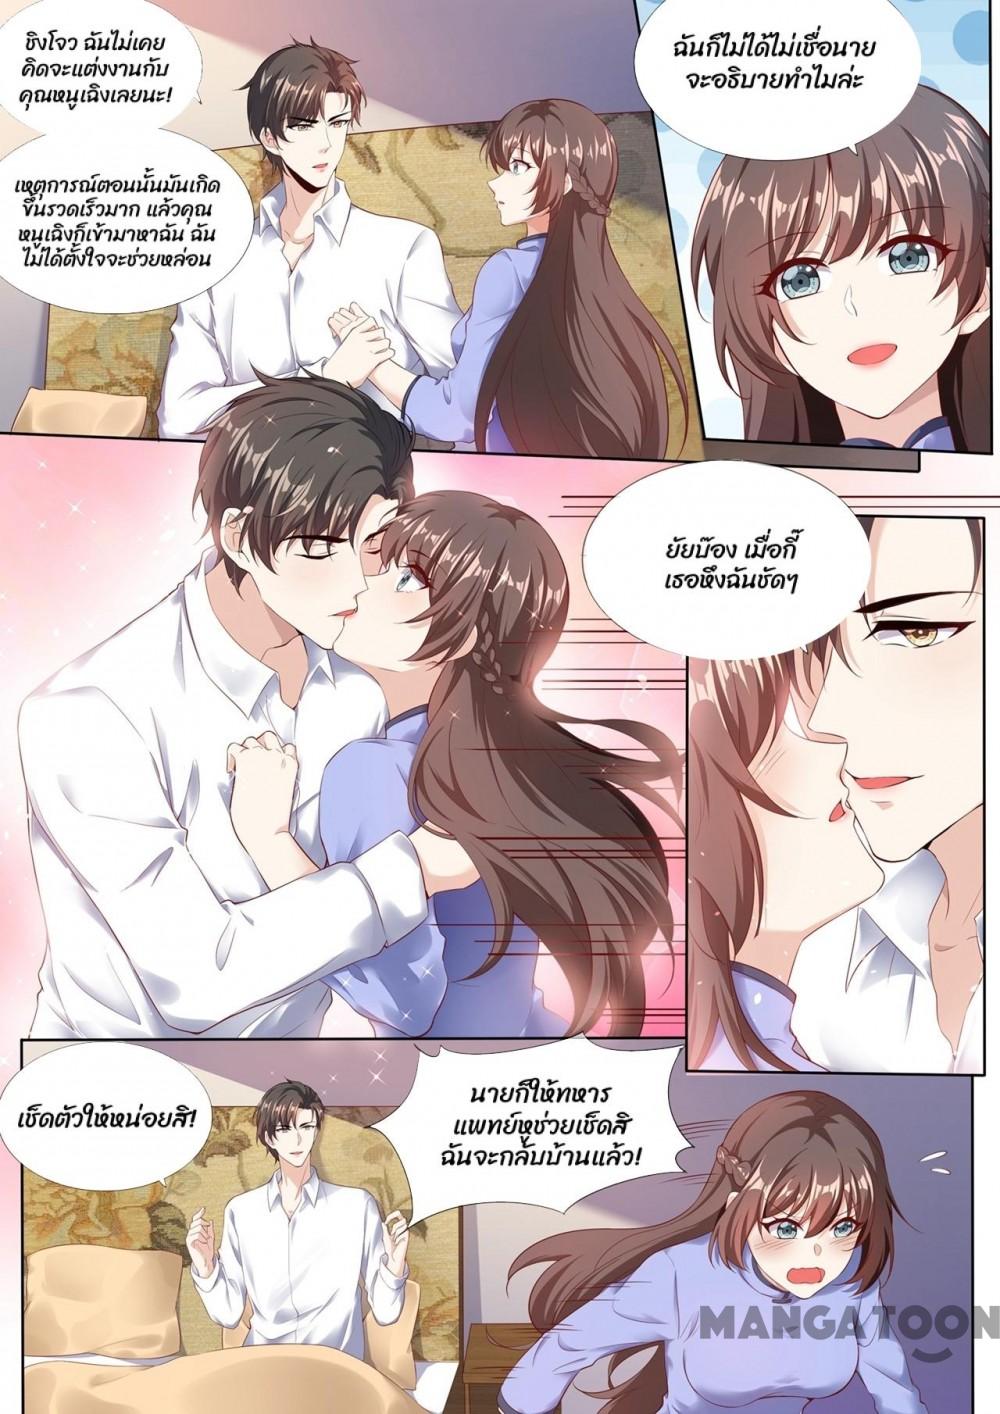 ชิงโจว ฉันไม่เคย
คิดจะแต่งงานกับ
คุณหนูเฉิงเลยนะ!
เหตุการณ์ตอนนั้นมันเกิด
ขึ้นรวดเร็วมาก แล้วคุณ
หนูเฉิงก็เข้ามาหาฉัน ฉัน
ไม่ได้ตั้งใจจะช่วยหล่อน
ฉันก็ไม่ได้ไม่เชื่อนาย
จะอธิบายทำไมล่ะ
ยัยบ๊อง เมื่อกี๊
เธอหึงฉันชัดๆ
เช็ดตัวให้หน่อยสิ!
นายก็ให้ทหาร
แพทย์หูช่วยเช็ดสิ
ฉันจะกลับบ้านแล้ว!
MANGATOON